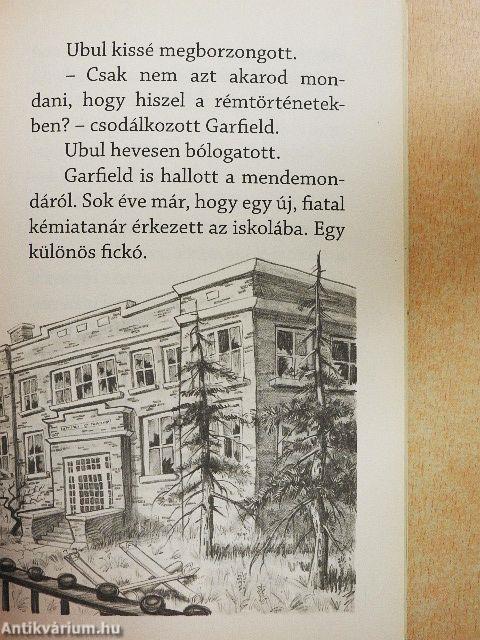 Ubul kissé megborzongott.
– Csak nem azt akarod mon-
dani, hogy hiszel a rémtörténetek-
ben? – csodálkozott Garfield.
Ubul hevesen bólogatott.
Garfield is hallott a mendemon-
dáról. Sok éve már, hogy egy új, fiatal
kémiatanár érkezett az iskolába. Egy
különös fickó.
Antikvárium.hu